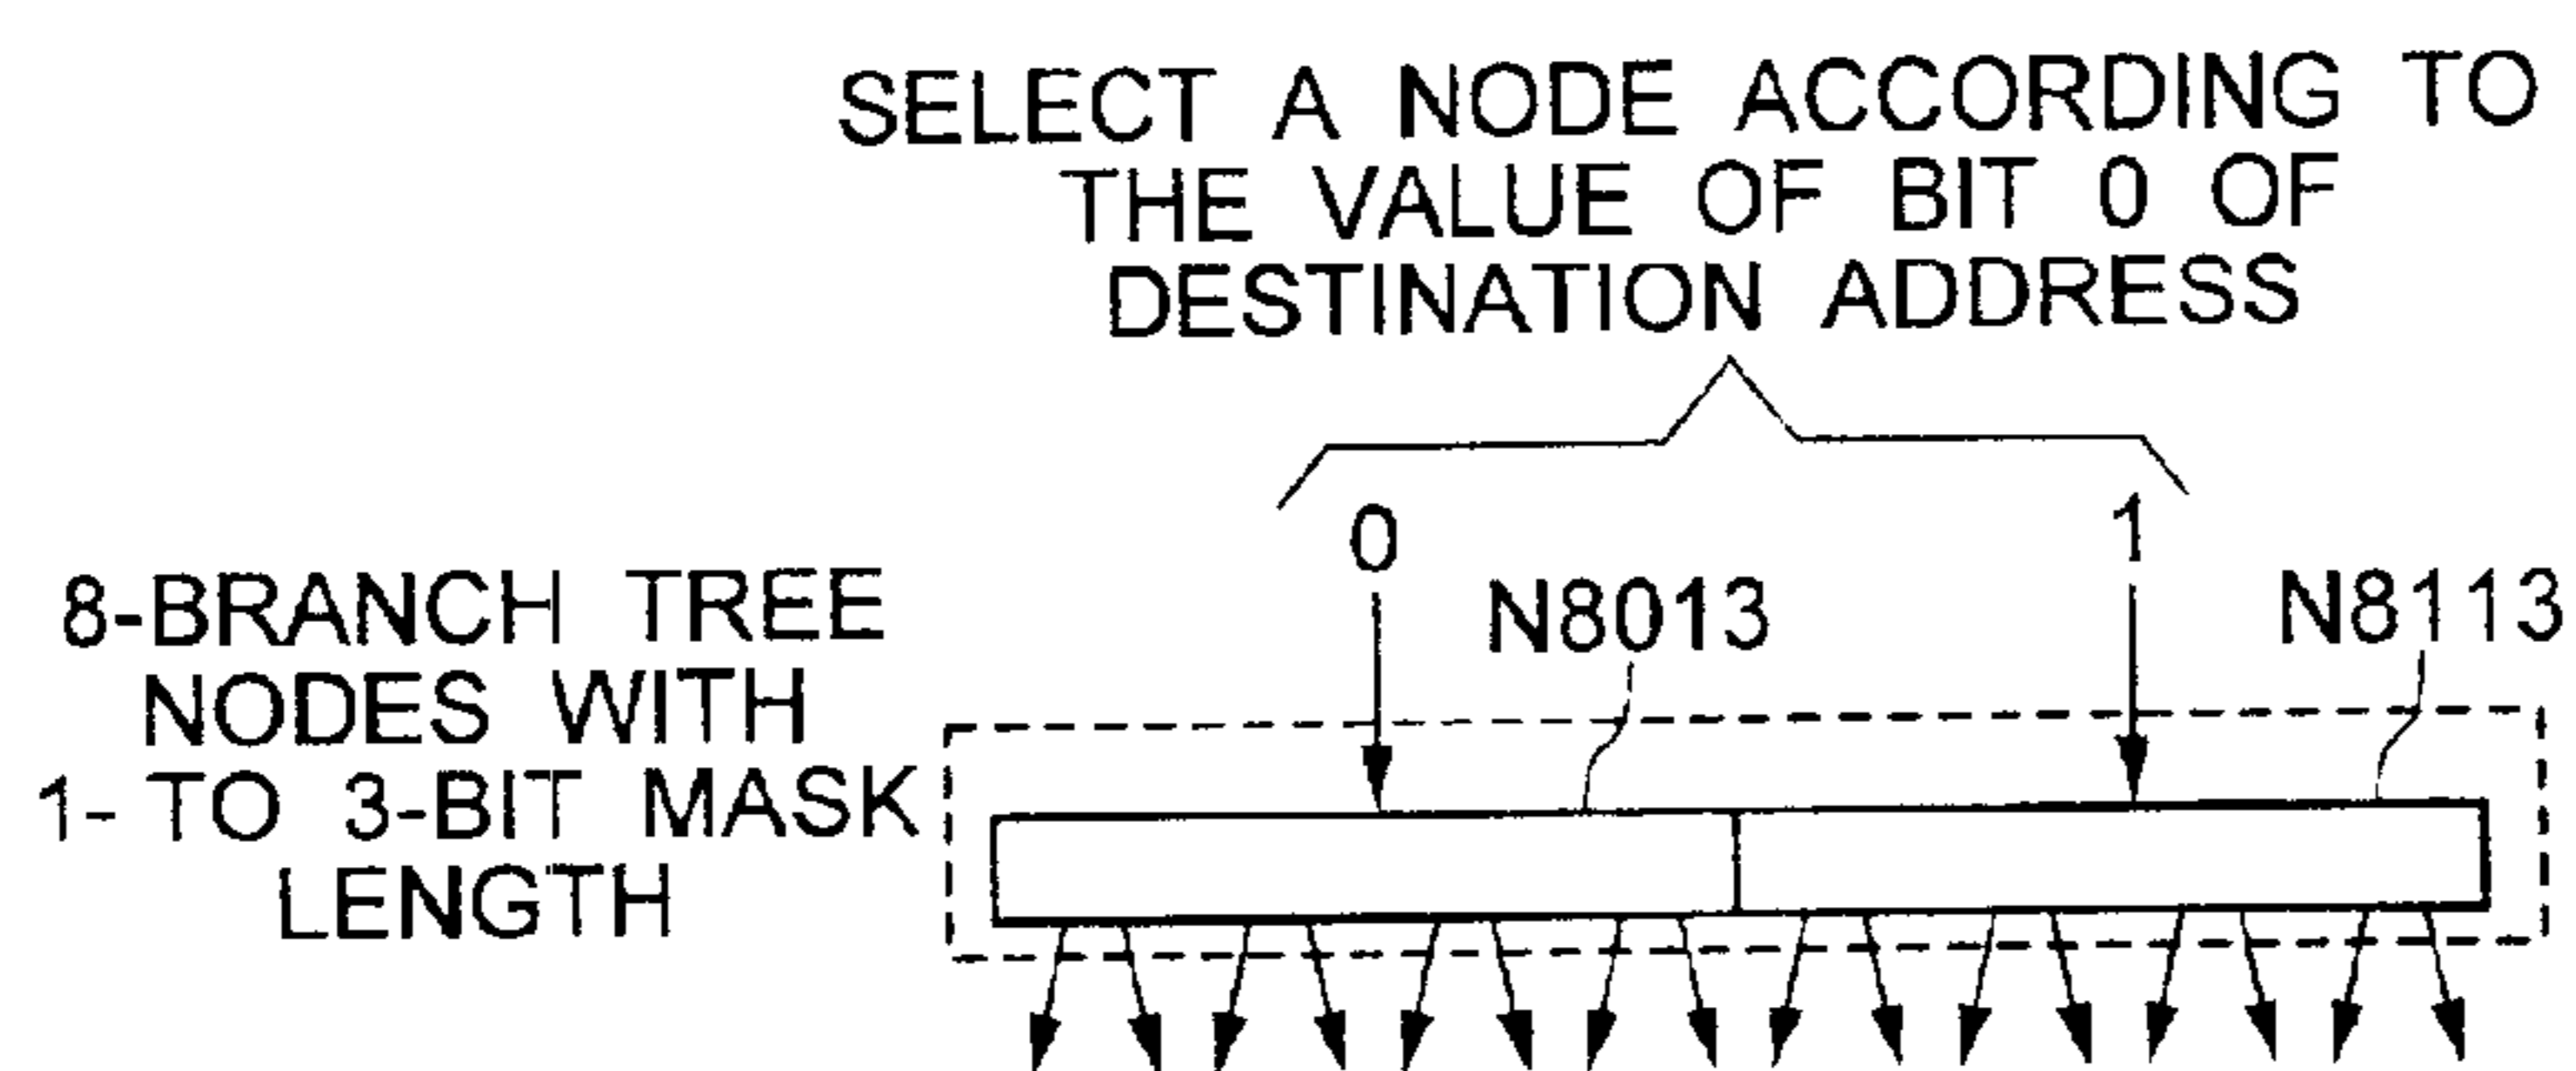 SELECT A NODE ACCORDING TO
THE VALUE OF BIT 0 OF
DESTINATION ADDRESS
0
1
N8013
N8113
8-BRANCH TREE
NODES WITH
1- TO 3-BIT MASK
LENGTH